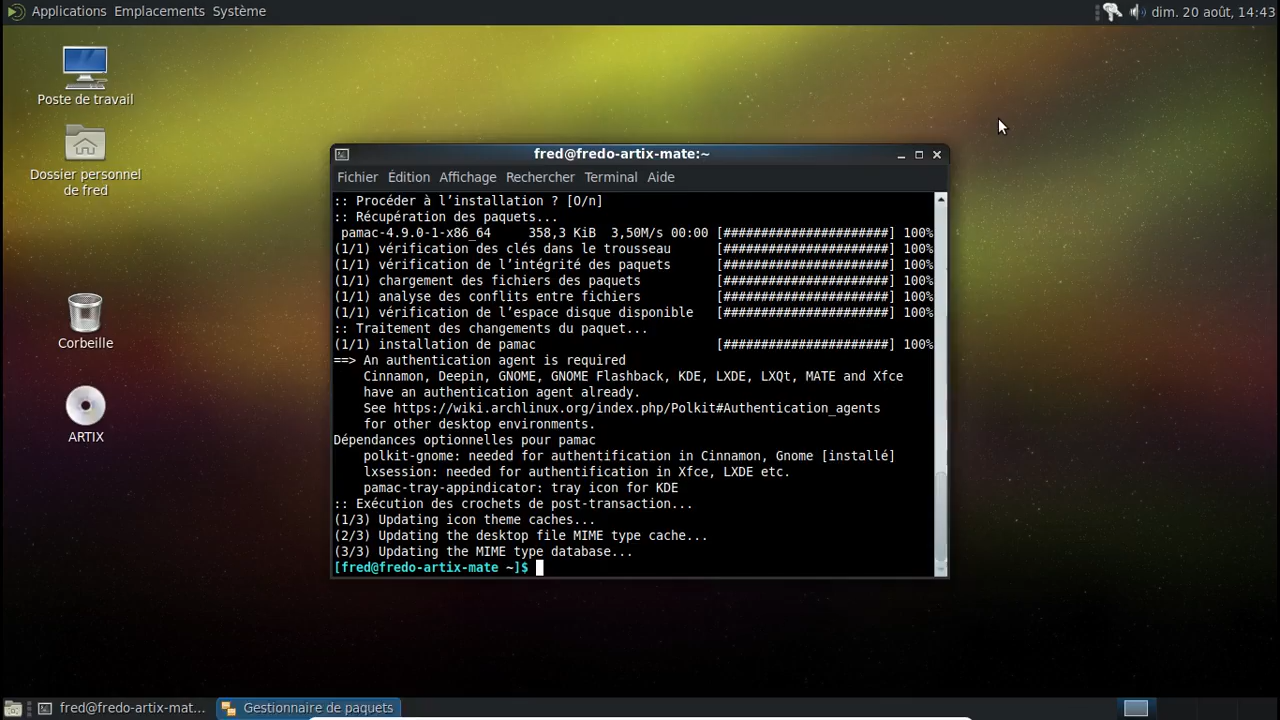 Applications Emplacements Système
dim. 20 août, 14:43
Poste de travail
Dossier personnel
de fred
Corbeille
ARTIX
fred@fredo-artix-mate:~
Fichier Édition Affichage Rechercher Terminal Aide
:: Procéder à l’installation ? [O/n]
:: Récupération des paquets...
pamac-4.9.0-1-x86_64 358,3 KiB 3,50M/s 00:00 [######################] 100%
(1/1) vérification des clés dans le trousseau [######################] 100%
(1/1) vérification de l’intégrité des paquets [######################] 100%
(1/1) chargement des fichiers des paquets [######################] 100%
(1/1) analyse des conflits entre fichiers [######################] 100%
(1/1) vérification de l’espace disque disponible [######################] 100%
:: Traitement des changements du paquet...
(1/1) installation de pamac [######################] 100%
==> An authentication agent is required
Cinnamon, Deepin, GNOME, GNOME Flashback, KDE, LXDE, LXQt, MATE and Xfce
have an authentication agent already.
See https://wiki.archlinux.org/index.php/Polkit#Authentication_agents
for other desktop environments.
Dépendances optionnelles pour pamac
polkit-gnome: needed for authentification in Cinnamon, Gnome [installé]
lxsession: needed for authentification in Xfce, LXDE etc.
pamac-tray-appindicator: tray icon for KDE
:: Exécution des crochets de post-transaction...
(1/3) Updating icon theme caches...
(2/3) Updating the desktop file MIME type cache...
(3/3) Updating the MIME type database...
[fred@fredo-artix-mate ~]$
fred@fredo-artix-mat... Gestionnaire de paquets